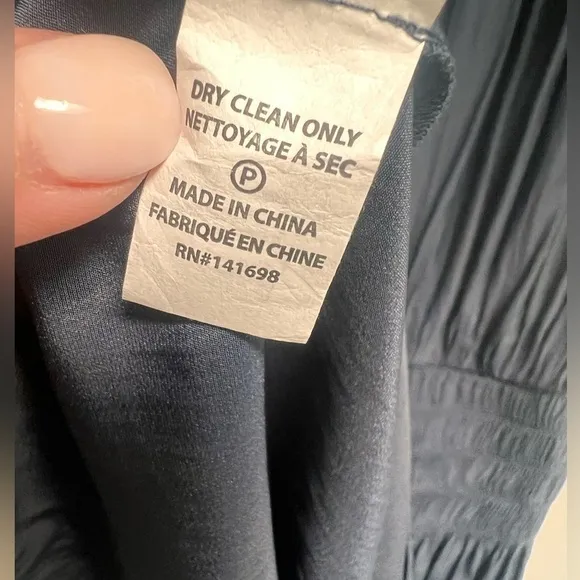 DRY CLEAN ONLY
NETTOYAGE À SEC
P
MADE IN CHINA
FABRIQUÉ EN CHINE
RN#141698